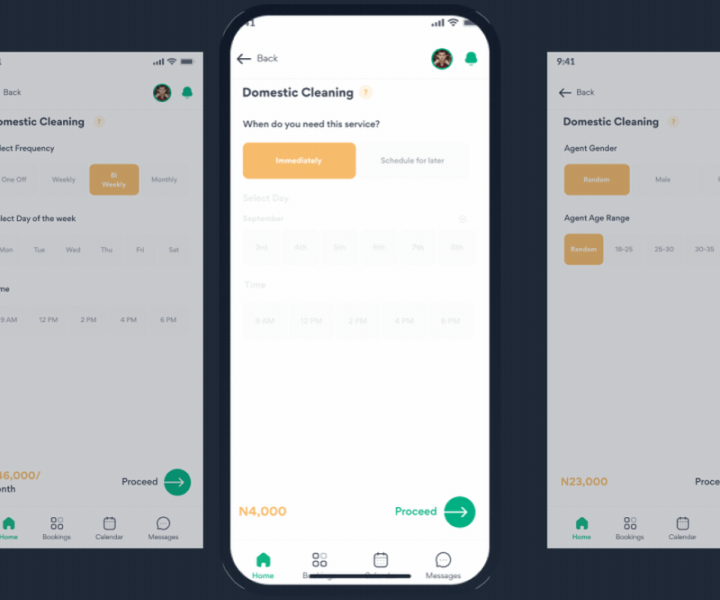 Back
Domestic Cleaning ?
lect Frequency
One Off Weekly Bi Weekly Monthly
lect Day of the week
Mon Tue Wed Thu Fri Sat
me
9 AM 12 PM 2 PM 4 PM 6 PM
46,000/
onth
Proceed
Home Bookings Calendar Messages
41
Back
Domestic Cleaning ?
When do you need this service?
Immediately Schedule for later
Select Day
September
3rd 4th 5th 6th 7th 8th
Time
9 AM 12 PM 2 PM 4 PM 6 PM
N4,000 Proceed
Home Messages
9:41
Back
Domestic Cleaning ?
Agent Gender
Random Male
Agent Age Range
Random 18-25 25-30 30-35
N23,000 Proce
Home Bookings Calendar